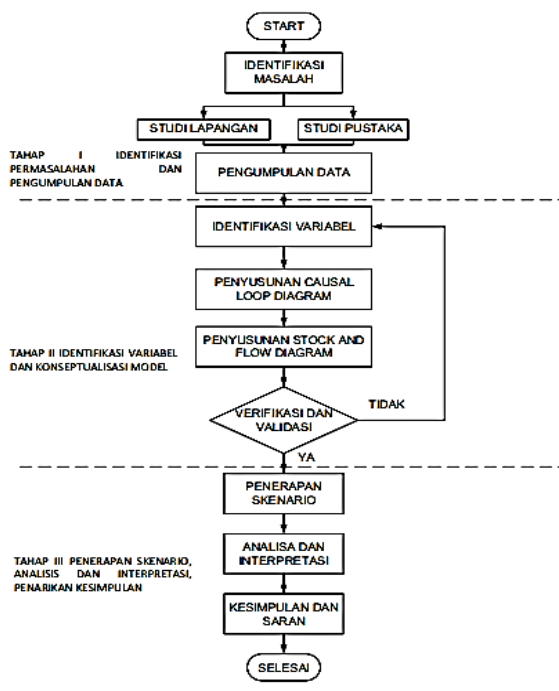 START
IDENTIFIKASI
MASALAH
STUDI LAPANGAN
STUDI PUSTAKA
TAHAP I IDENTIFIKASI
PERMASALAHAN DAN
PENGUMPULAN DATA
PENGUMPULAN DATA
IDENTIFIKASI VARIABEL
PENYUSUNAN CAUSAL
LOOP DIAGRAM
PENYUSUNAN STOCK AND
FLOW DIAGRAM
TAHAP II IDENTIFIKASI VARIABEL
DAN KONSEPTUALISASI MODEL
VERIFIKASI DAN
VALIDASI
TIDAK
YA
PENERAPAN
SKENARIO
ANALISA DAN
INTERPRETASI
TAHAP III PENERAPAN SKENARIO,
ANALISIS DAN INTERPRETASI,
PENARIKAN KESIMPULAN
KESIMPULAN DAN
SARAN
SELESAI